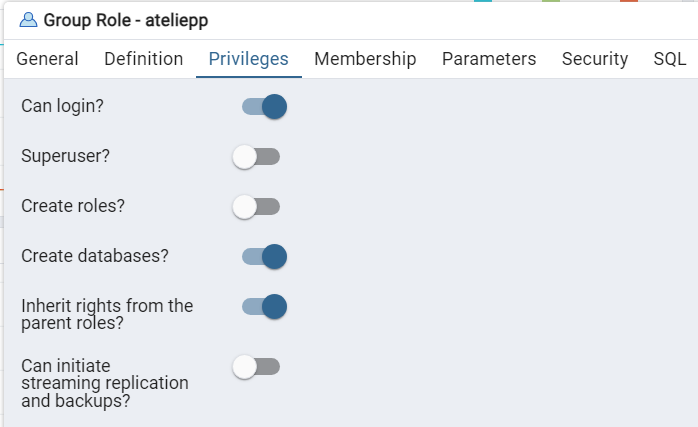 Group Role - ateliepp
General Definition Privileges Membership Parameters Security SQL
Can login?
Superuser?
Create roles?
Create databases?
Inherit rights from the
parent roles?
Can initiate
streaming replication
and backups?